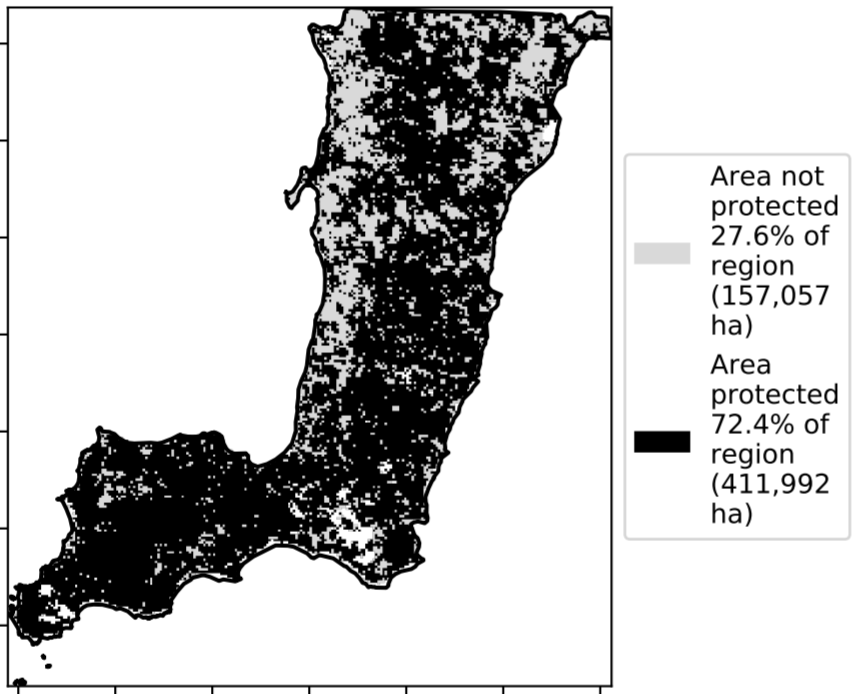 Area not
protected
27.6% of
region
(157,057
ha)
Area
protected
72.4% of
region
(411,992
ha)